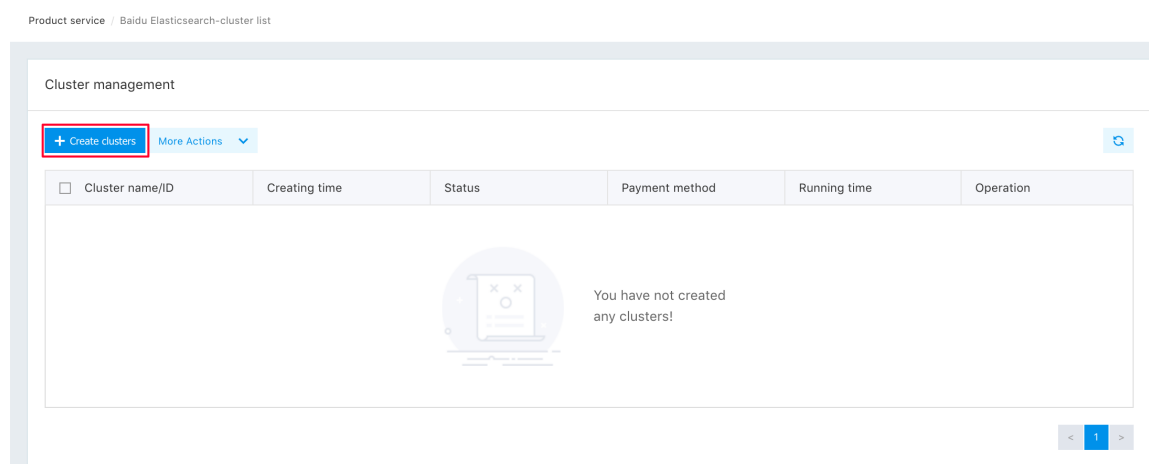 Product service / Baidu Elasticsearch-cluster list
Cluster management
+ Create clusters More Actions
Cluster name/ID Creating time Status Payment method Running time Operation
You have not created
any clusters!
< 1 >